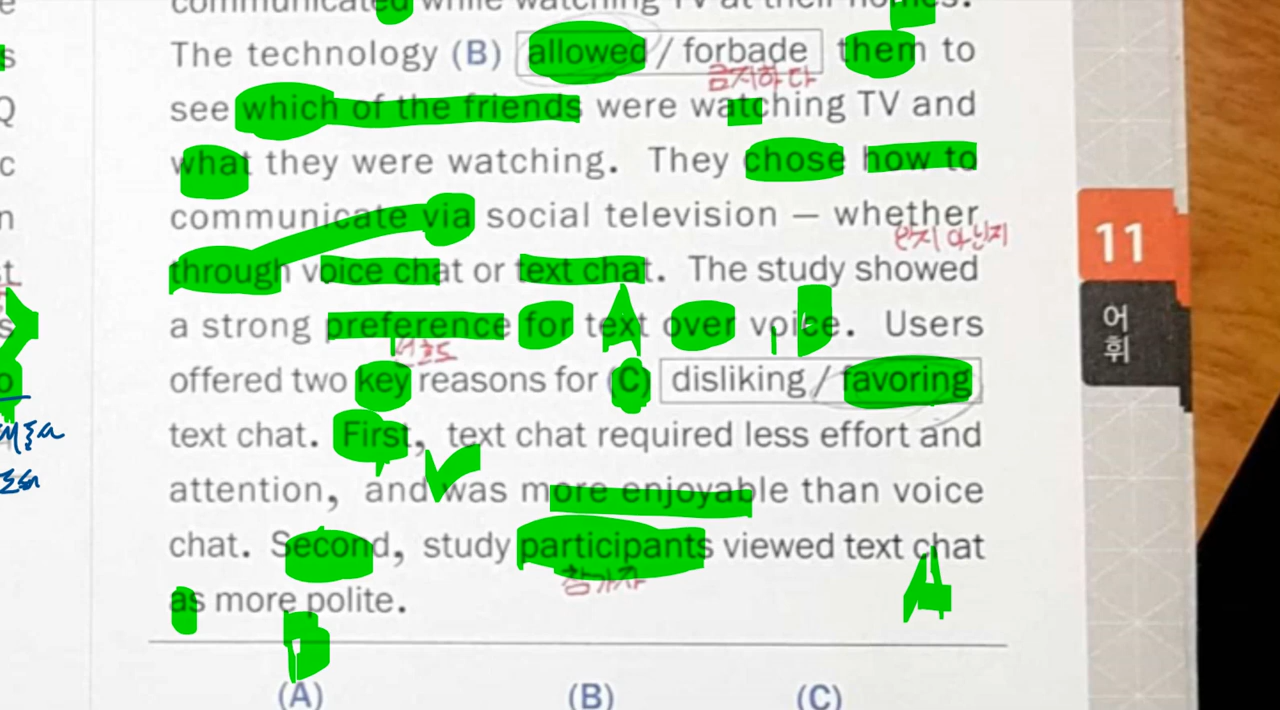 communicated while watching TV at their homes.
The technology (B) allowed / forbade them to
금지하다
see which of the friends were watching TV and
what they were watching. They chose how to
communicate via social television — whether
인지 아닌지
through voice chat or text chat. The study showed
a strong preference for text over voice. Users
선호도
offered two key reasons for (C) disliking / favoring
text chat. First, text chat required less effort and
attention, and was more enjoyable than voice
chat. Second, study participants viewed text chat
참가자
as more polite.
A
B
(A) (B) (C)
11
어휘